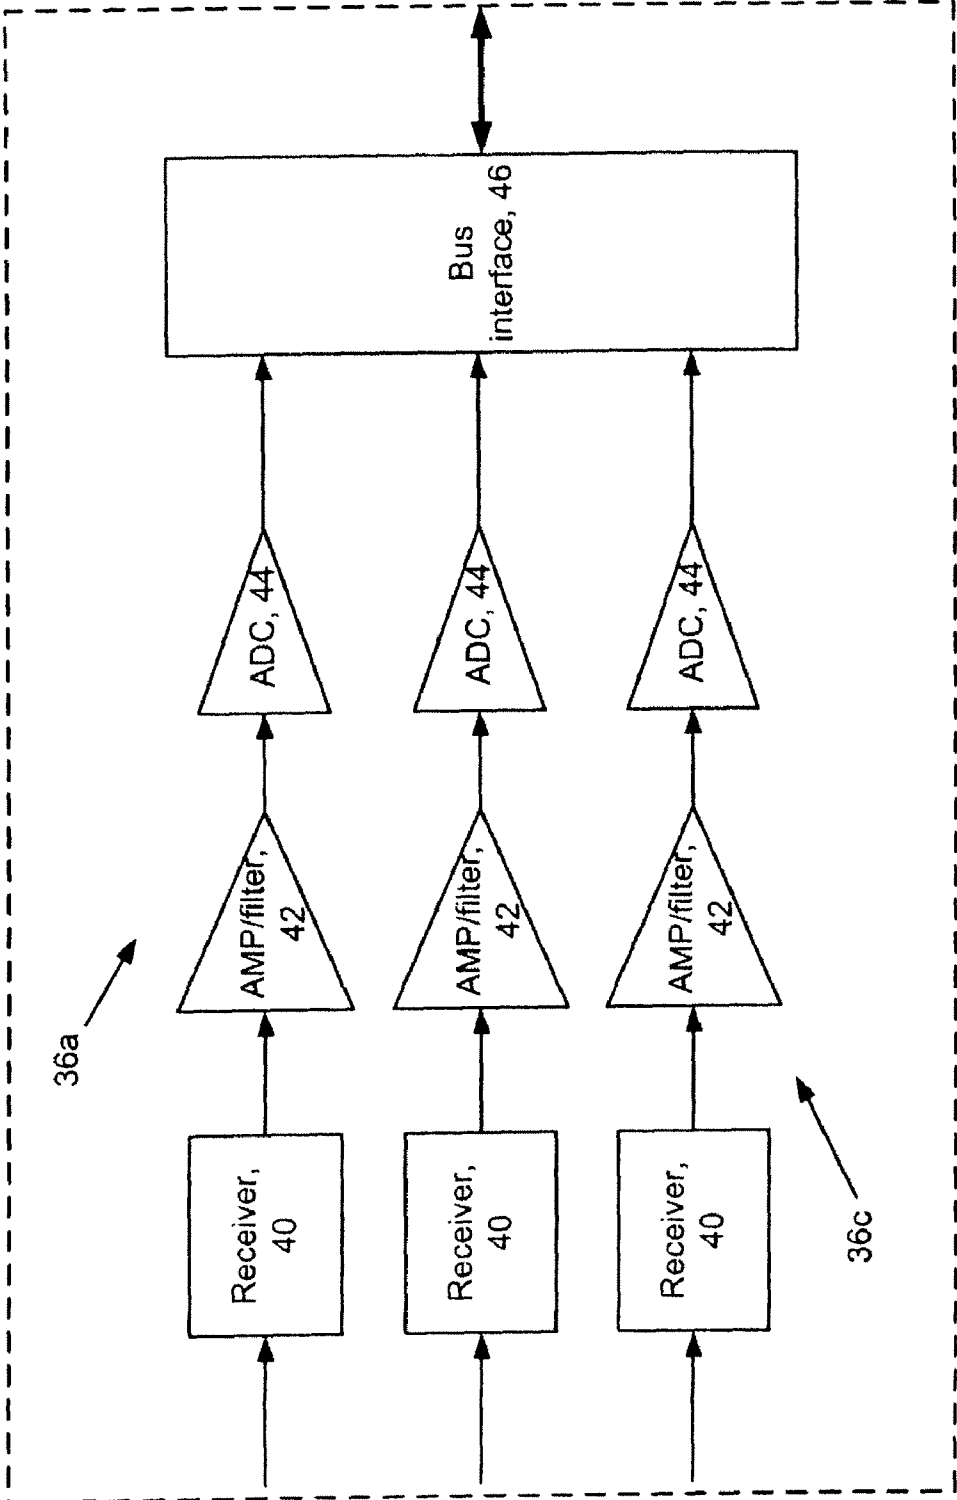 36a
Receiver,
40
AMP/filter,
42
ADC, 44
Receiver,
40
AMP/filter,
42
ADC, 44
Bus
interface, 46
Receiver,
40
AMP/filter,
42
ADC, 44
36c